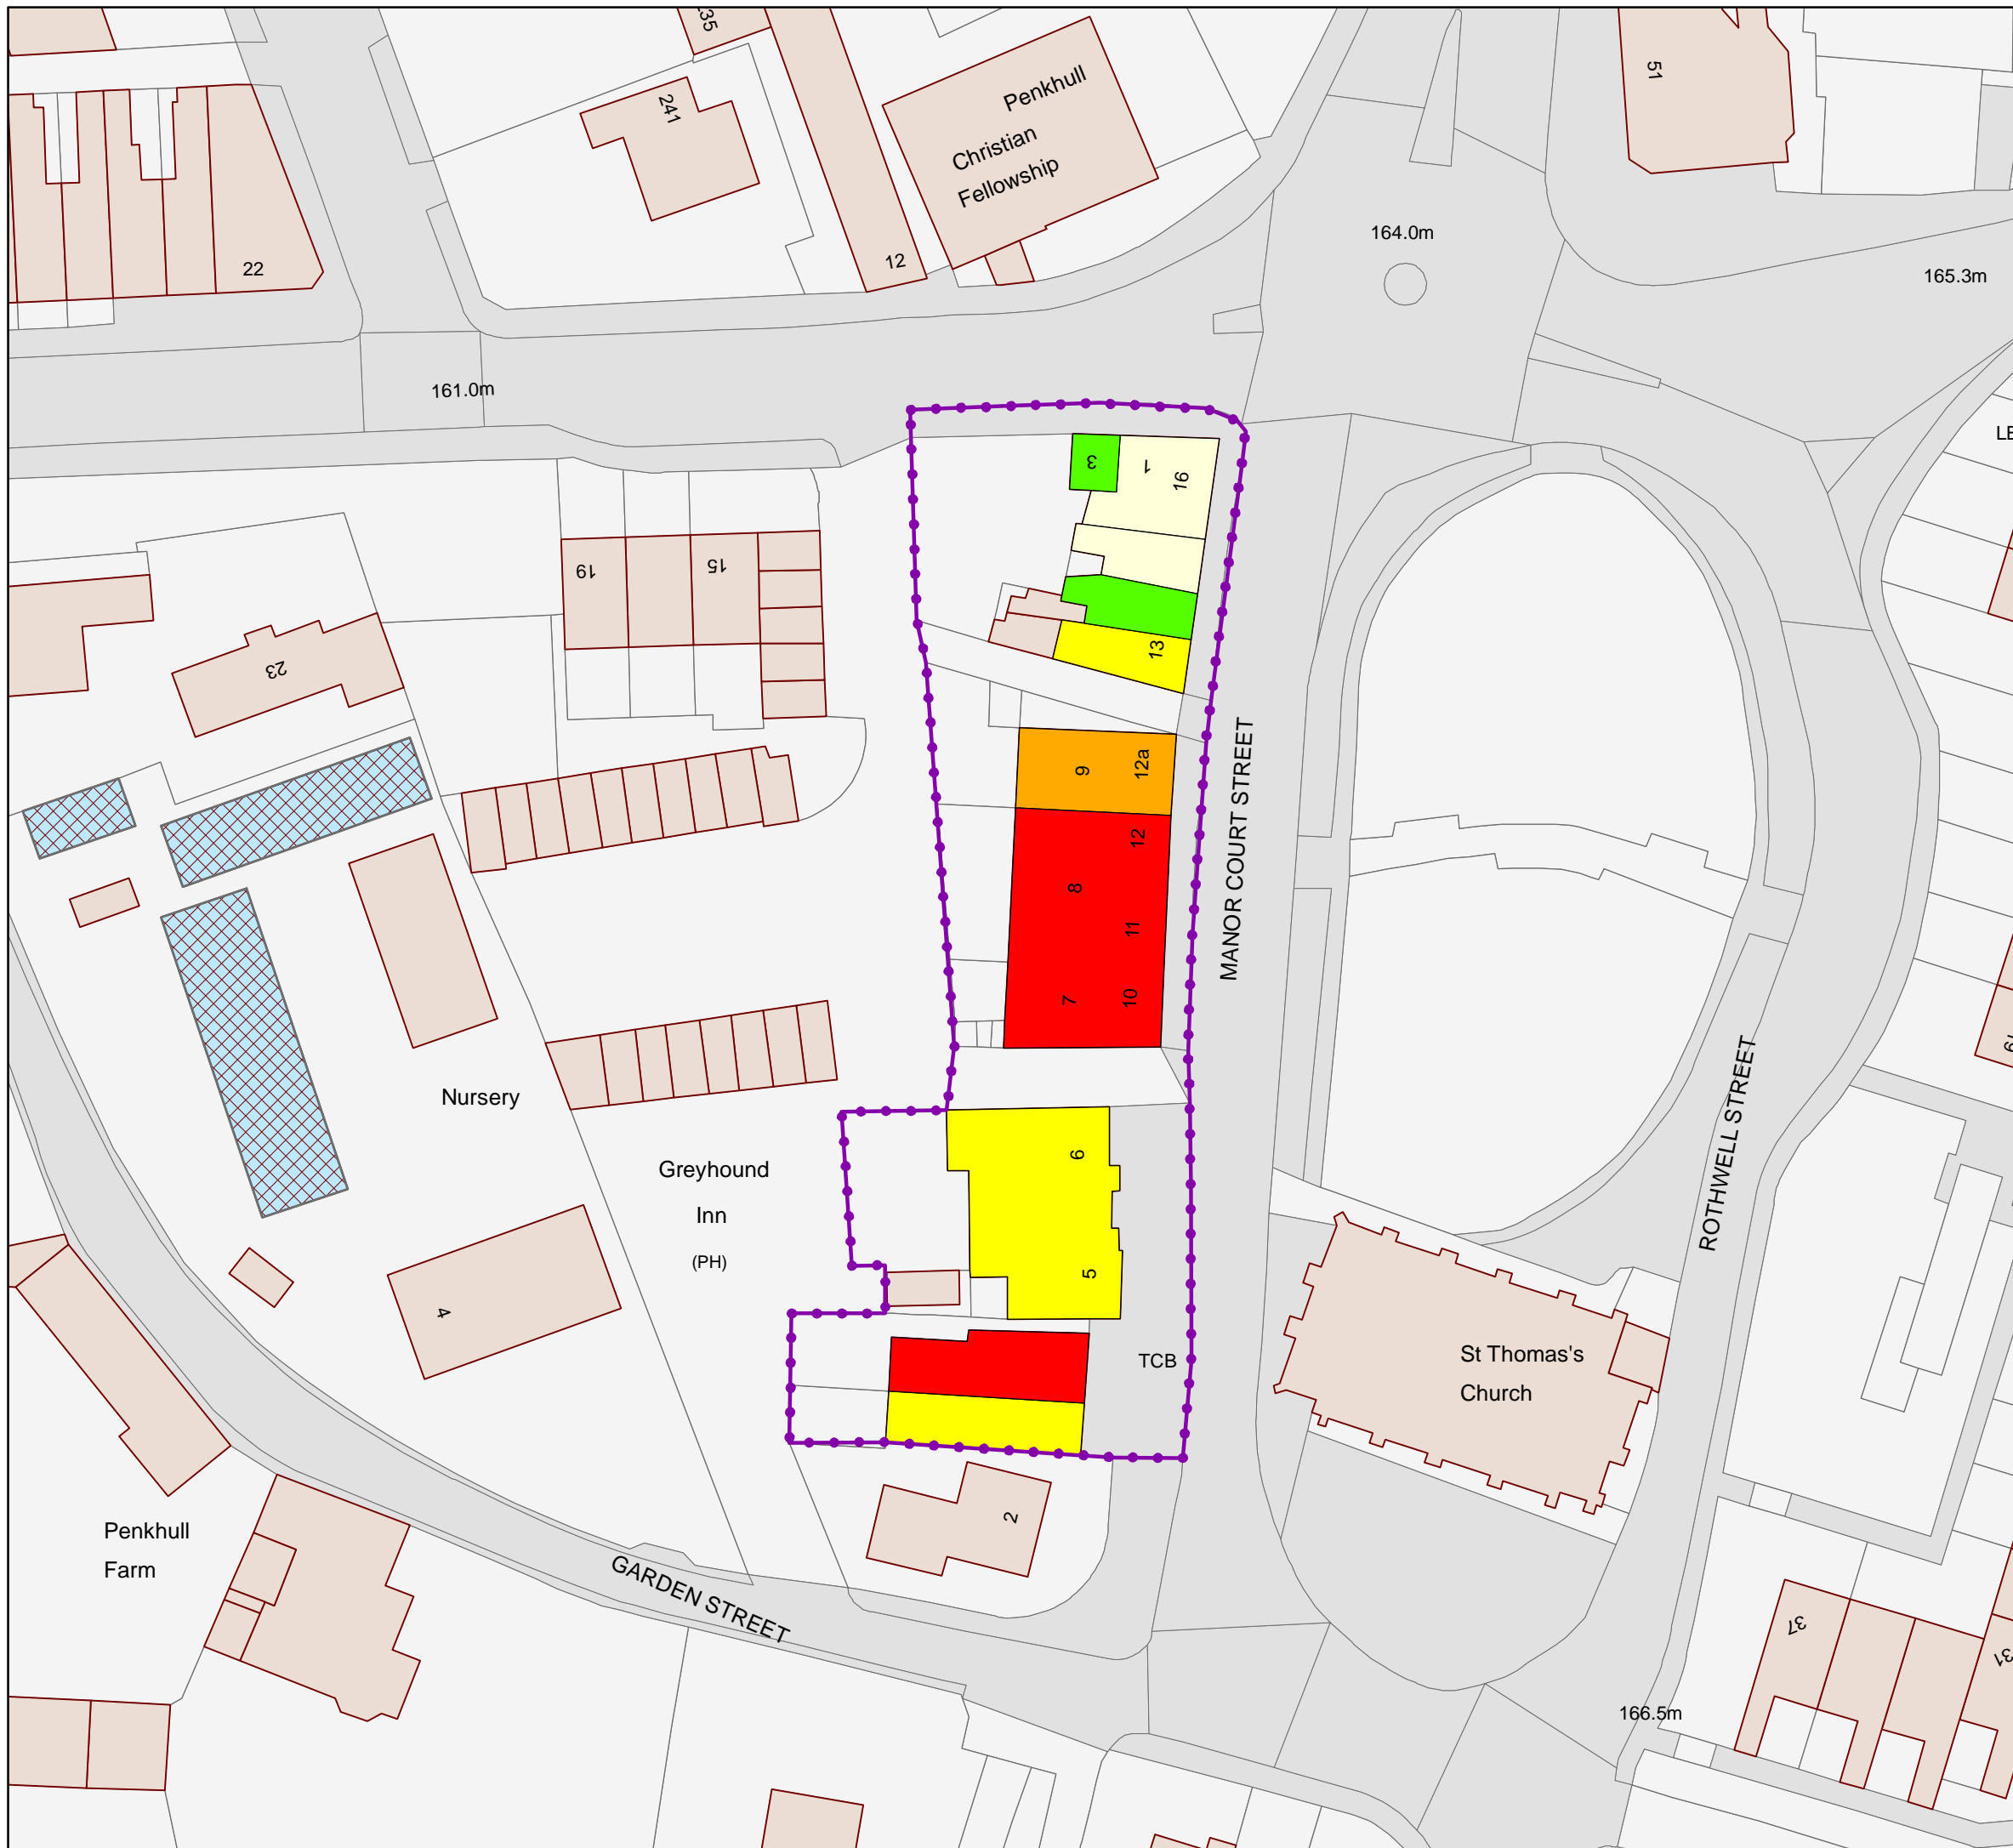 35
241
Penkhull
Christian
Fellowship
51
22
12
164.0m
165.3m
161.0m
3
1
16
19
15
23
13
9
12a
12
8
11
7
10
MANOR COURT STREET
Nursery
Greyhound
Inn
(PH)
6
5
4
TCB
ROTHWELL STREET
St Thomas's
Church
2
Penkhull
Farm
GARDEN STREET
37
31
166.5m